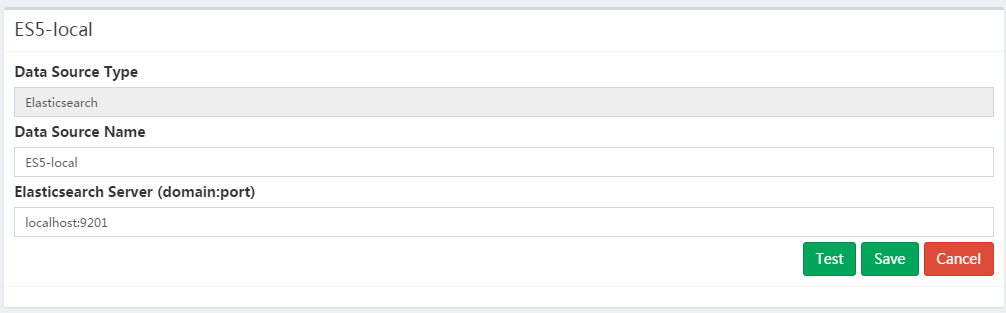 ES5-local
Data Source Type
Elasticsearch
Data Source Name
ES5-local
Elasticsearch Server (domain:port)
localhost:9201
Test Save Cancel